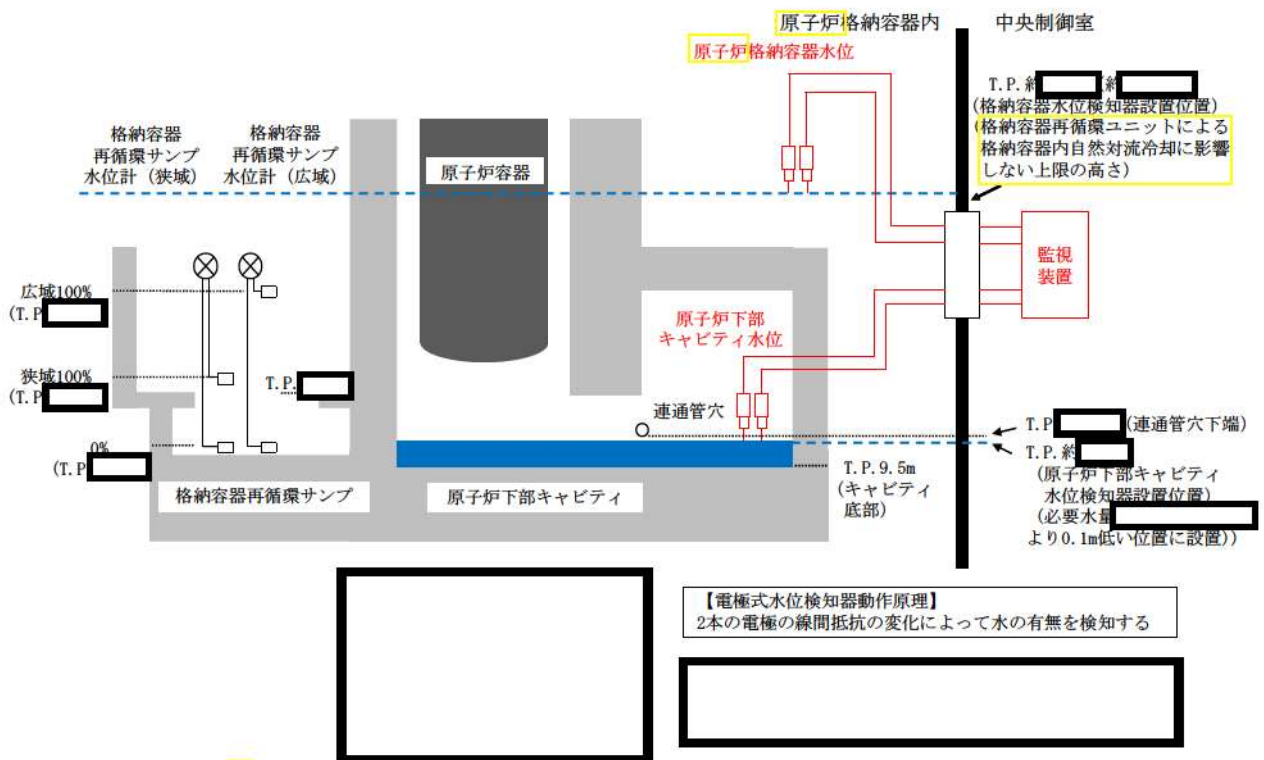 原子炉格納容器内
中央制御室
原子炉格納容器水位
T.P.約 (約
(格納容器水位検知器設置位置)
(格納容器再循環ユニットによる
格納容器内自然対流冷却に影響
しない上限の高さ)
格納容器
再循環サンプ
水位計(狭域)
格納容器
再循環サンプ
水位計(広域)
原子炉容器
監視
装置
広域100%
(T.P
原子炉下部
キャビティ水位
狭域100%
(T.P
T.P.
連通管穴
T.P (連通管穴下端)
0%
(T.P
T.P.約
(原子炉下部キャビティ
水位検知器設置位置)
(必要水量
より0.1m低い位置に設置))
T.P.9.5m
(キャビティ
底部)
格納容器再循環サンプ
原子炉下部キャビティ
【電極式水位検知器動作原理】
2本の電極の線間抵抗の変化によって水の有無を検知する